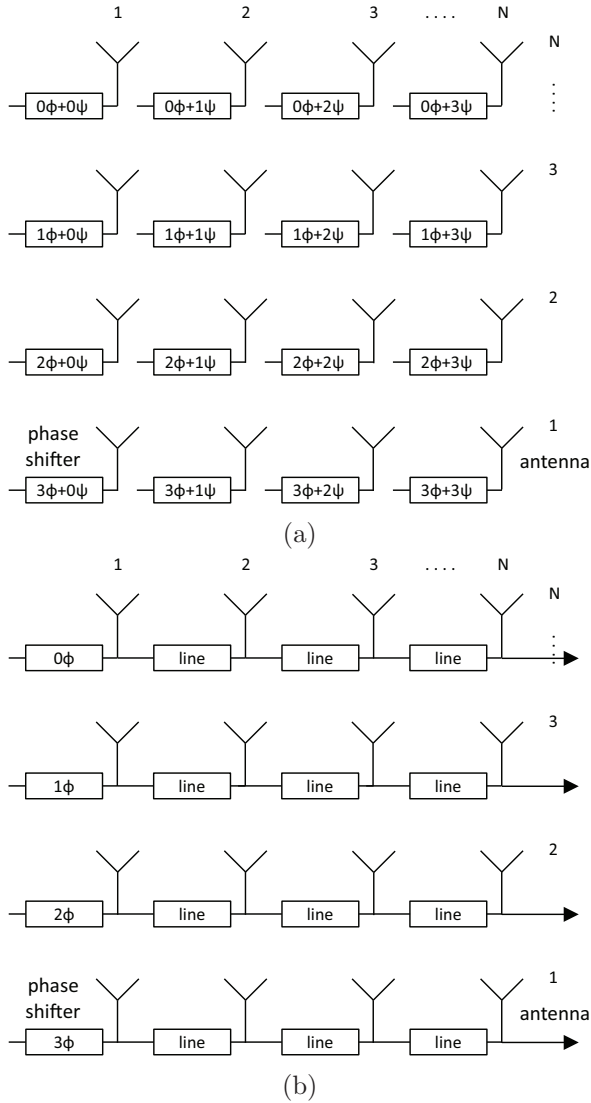 1 2 3 .... N
N
0ϕ+0ψ 0ϕ+1ψ 0ϕ+2ψ 0ϕ+3ψ
3
1ϕ+0ψ 1ϕ+1ψ 1ϕ+2ψ 1ϕ+3ψ
2
2ϕ+0ψ 2ϕ+1ψ 2ϕ+2ψ 2ϕ+3ψ
1
phase
shifter
antenna
3ϕ+0ψ 3ϕ+1ψ 3ϕ+2ψ 3ϕ+3ψ
(a)
1 2 3 .... N
N
0ϕ line line line
3
1ϕ line line line
2
2ϕ line line line
1
phase
shifter
antenna
3ϕ line line line
(b)